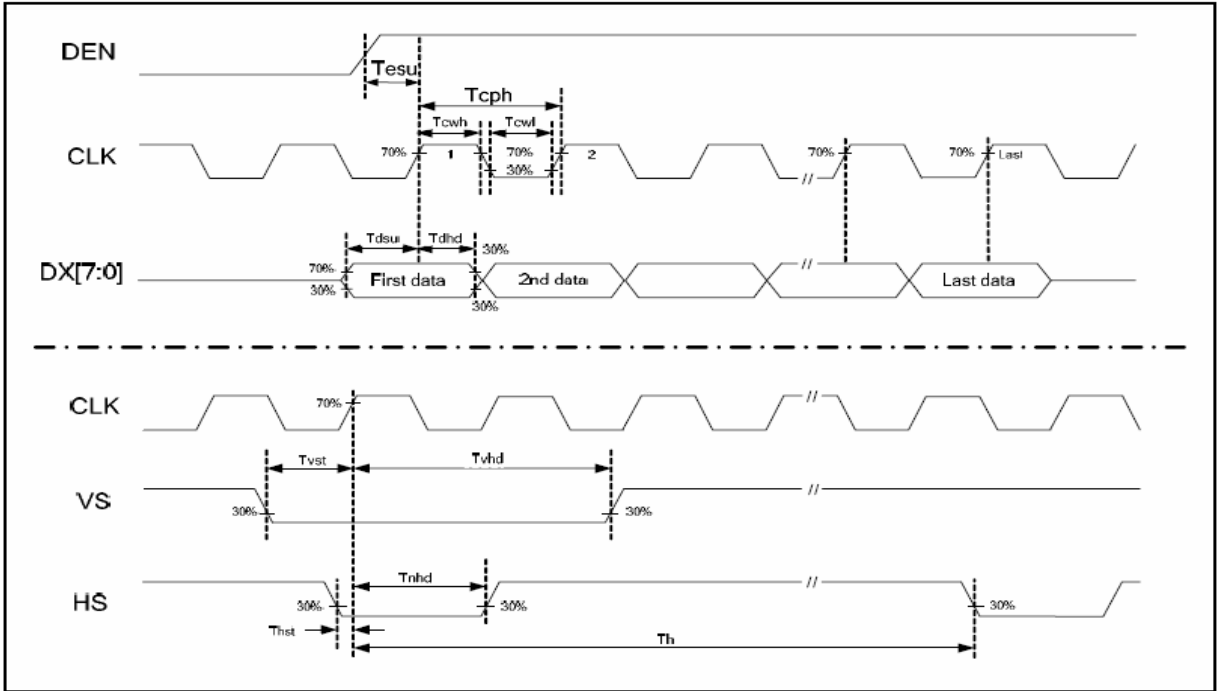 DEN
Tesu
Tcph
Tcwh Tcwl
CLK 70% 1 70% 2 70% 70% Last
30%
//
Tdsu Tdhd 30%
DX[7:0] 70% First data 2nd data // Last data
30% 30%
CLK 70% //
Tvst Tvhd
VS 30% 30% //
Tnhd //
HS 30% 30% 30%
Thst
Th